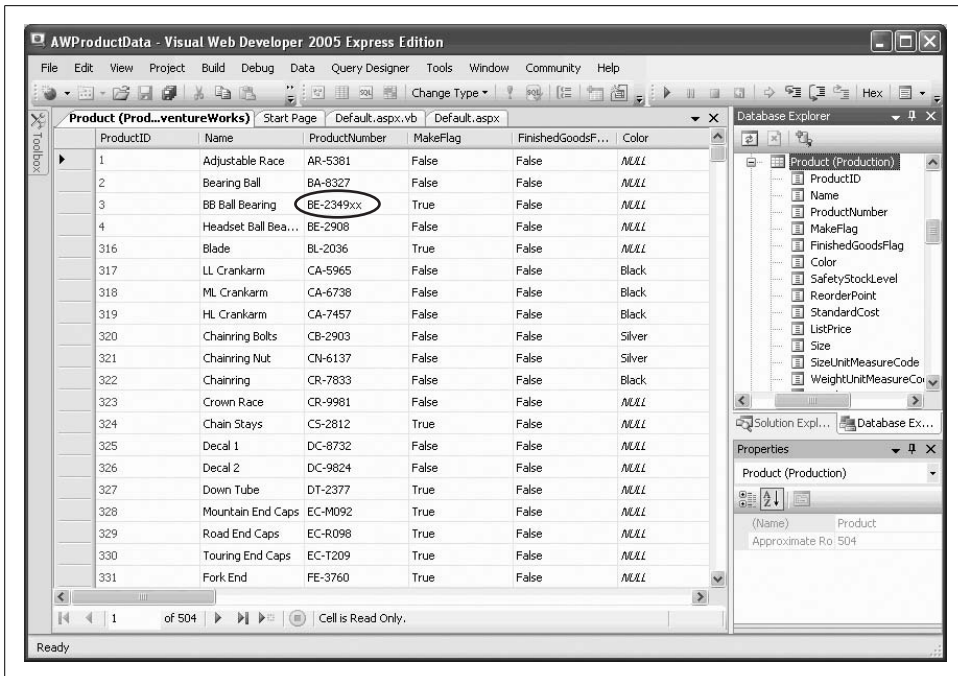 AWProductData - Visual Web Developer 2005 Express Edition
File Edit View Project Build Debug Data Query Designer Tools Window Community Help
Change Type Hex
Toolbox
Product (Prod...ventureWorks) Start Page Default.aspx.vb Default.aspx
ProductID Name ProductNumber MakeFlag FinishedGoodsF... Color
1 Adjustable Race AR-5381 False False NULL
2 Bearing Ball BA-8327 False False NULL
3 BB Ball Bearing BE-2349xx True False NULL
4 Headset Ball Bea... BE-2908 False False NULL
316 Blade BL-2036 True False NULL
317 LL Crankarm CA-5965 False False Black
318 ML Crankarm CA-6738 False False Black
319 HL Crankarm CA-7457 False False Black
320 Chainring Bolts CB-2903 False False Silver
321 Chainring Nut CN-6137 False False Silver
322 Chainring CR-7833 False False Black
323 Crown Race CR-9981 False False NULL
324 Chain Stays CS-2812 True False NULL
325 Decal 1 DC-8732 False False NULL
326 Decal 2 DC-9824 False False NULL
327 Down Tube DT-2377 True False NULL
328 Mountain End Caps EC-M092 True False NULL
329 Road End Caps EC-R098 True False NULL
330 Touring End Caps EC-T209 True False NULL
331 Fork End FE-3760 True False NULL
1 of 504 Cell is Read Only.
Database Explorer
Product (Production)
ProductID
Name
ProductNumber
MakeFlag
FinishedGoodsFlag
Color
SafetyStockLevel
ReorderPoint
StandardCost
ListPrice
Size
SizeUnitMeasureCode
WeightUnitMeasureCo
Solution Expl... Database Ex...
Properties
Product (Production)
(Name) Product
Approximate Ro 504
Ready